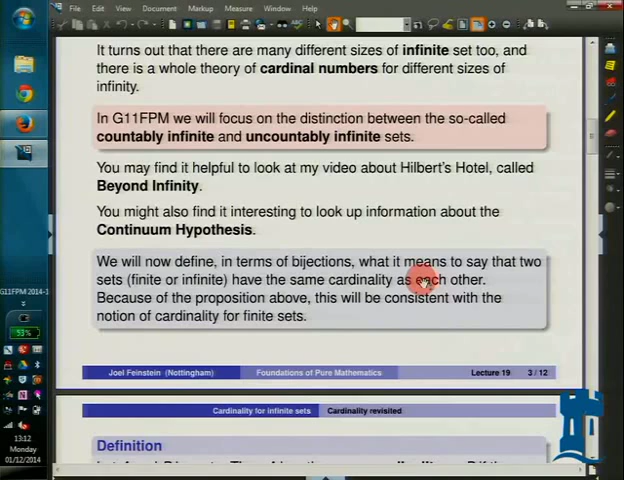 File Edit View Document Markup Measure Window Help
It turns out that there are many different sizes of infinite set too, and
there is a whole theory of cardinal numbers for different sizes of
infinity.
In G11FPM we will focus on the distinction between the so-called
countably infinite and uncountably infinite sets.
You may find it helpful to look at my video about Hilbert's Hotel, called
Beyond Infinity.
You might also find it interesting to look up information about the
Continuum Hypothesis.
We will now define, in terms of bijections, what it means to say that two
sets (finite or infinite) have the same cardinality as each other.
Because of the proposition above, this will be consistent with the
notion of cardinality for finite sets.
Joel Feinstein (Nottingham) Foundations of Pure Mathematics Lecture 19 3 / 12
Cardinality for infinite sets Cardinality revisited
Definition
G11FPM 2014-1
53%
13:12
Monday
01/12/2014